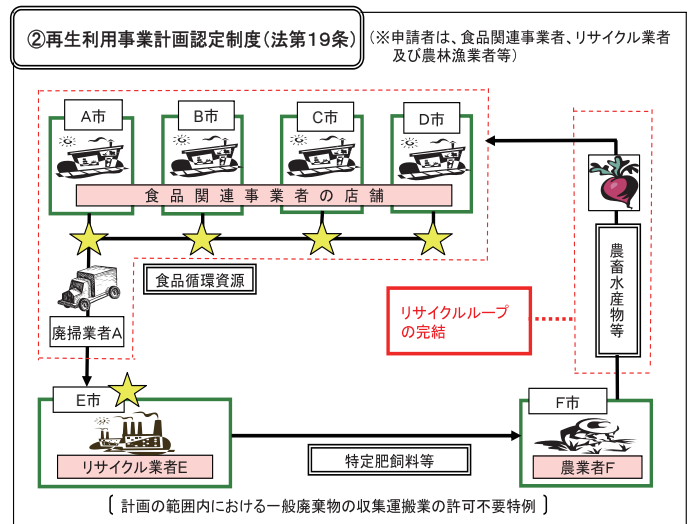 ②再生利用事業計画認定制度(法第19条)
(※申請者は、食品関連事業者、リサイクル業者
及び農林漁業者等)
A市
B市
C市
D市
食品関連事業者の店舗
食品循環資源
廃掃業者A
リサイクルループ
の完結
農畜水産物等
E市
リサイクル業者E
特定肥飼料等
F市
農業者F
〔 計画の範囲内における一般廃棄物の収集運搬業の許可不要特例 〕